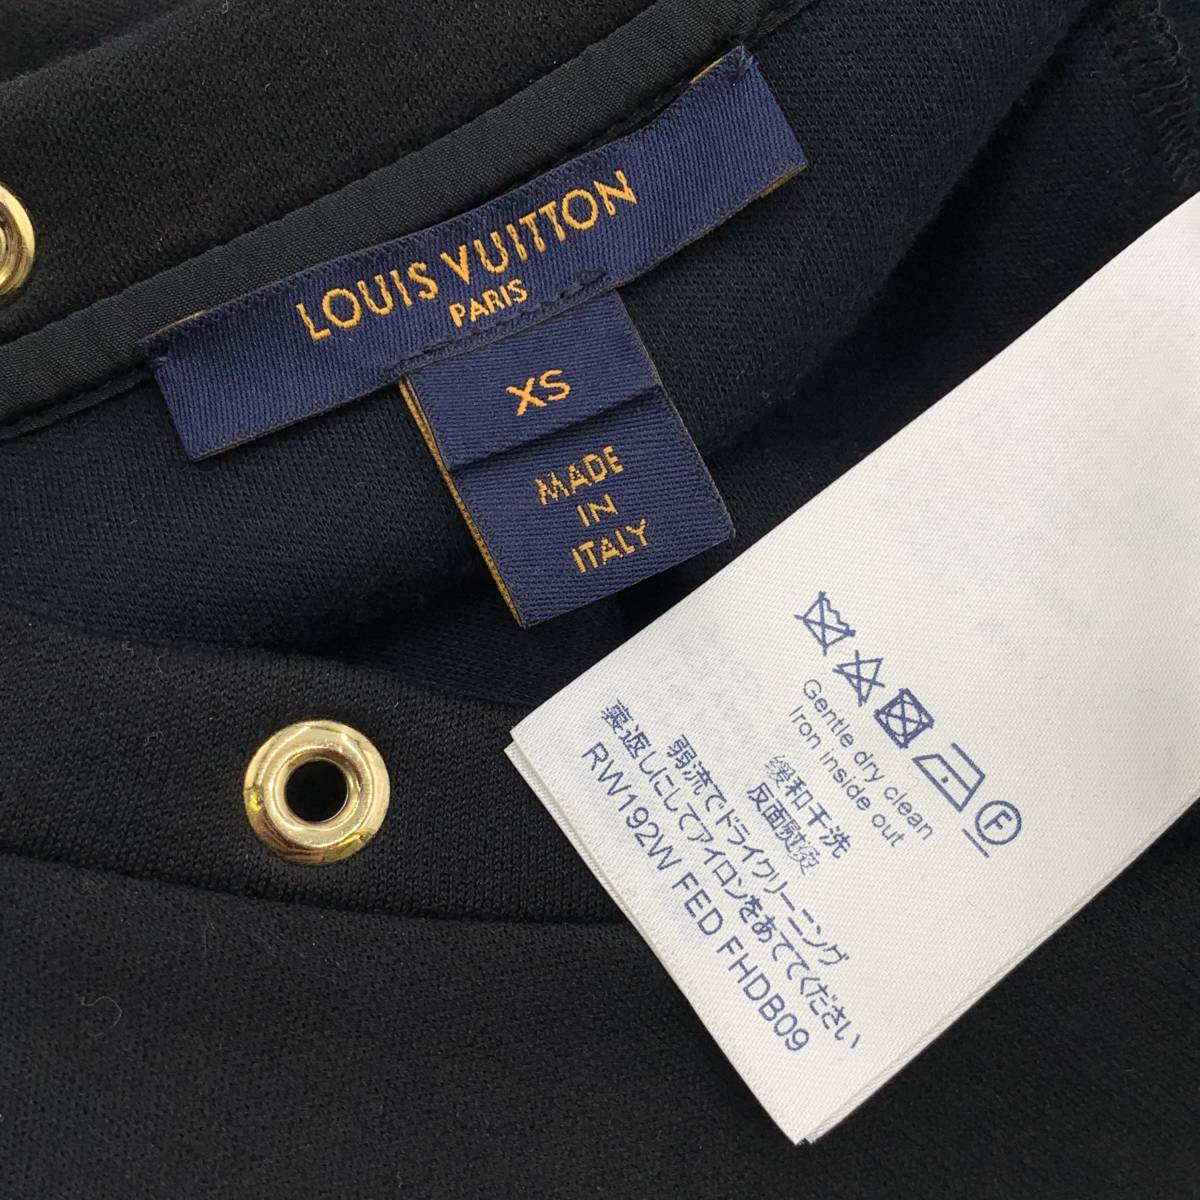 LOUIS VUITTON
PARIS
XS
MADE
IN
ITALY
F
Gentle dry clean
Iron inside out
缓和干洗
反面熨烫
弱流でドライクリーニング
裏返しにしてアイロンをあててください
RW192W FED FHDB09